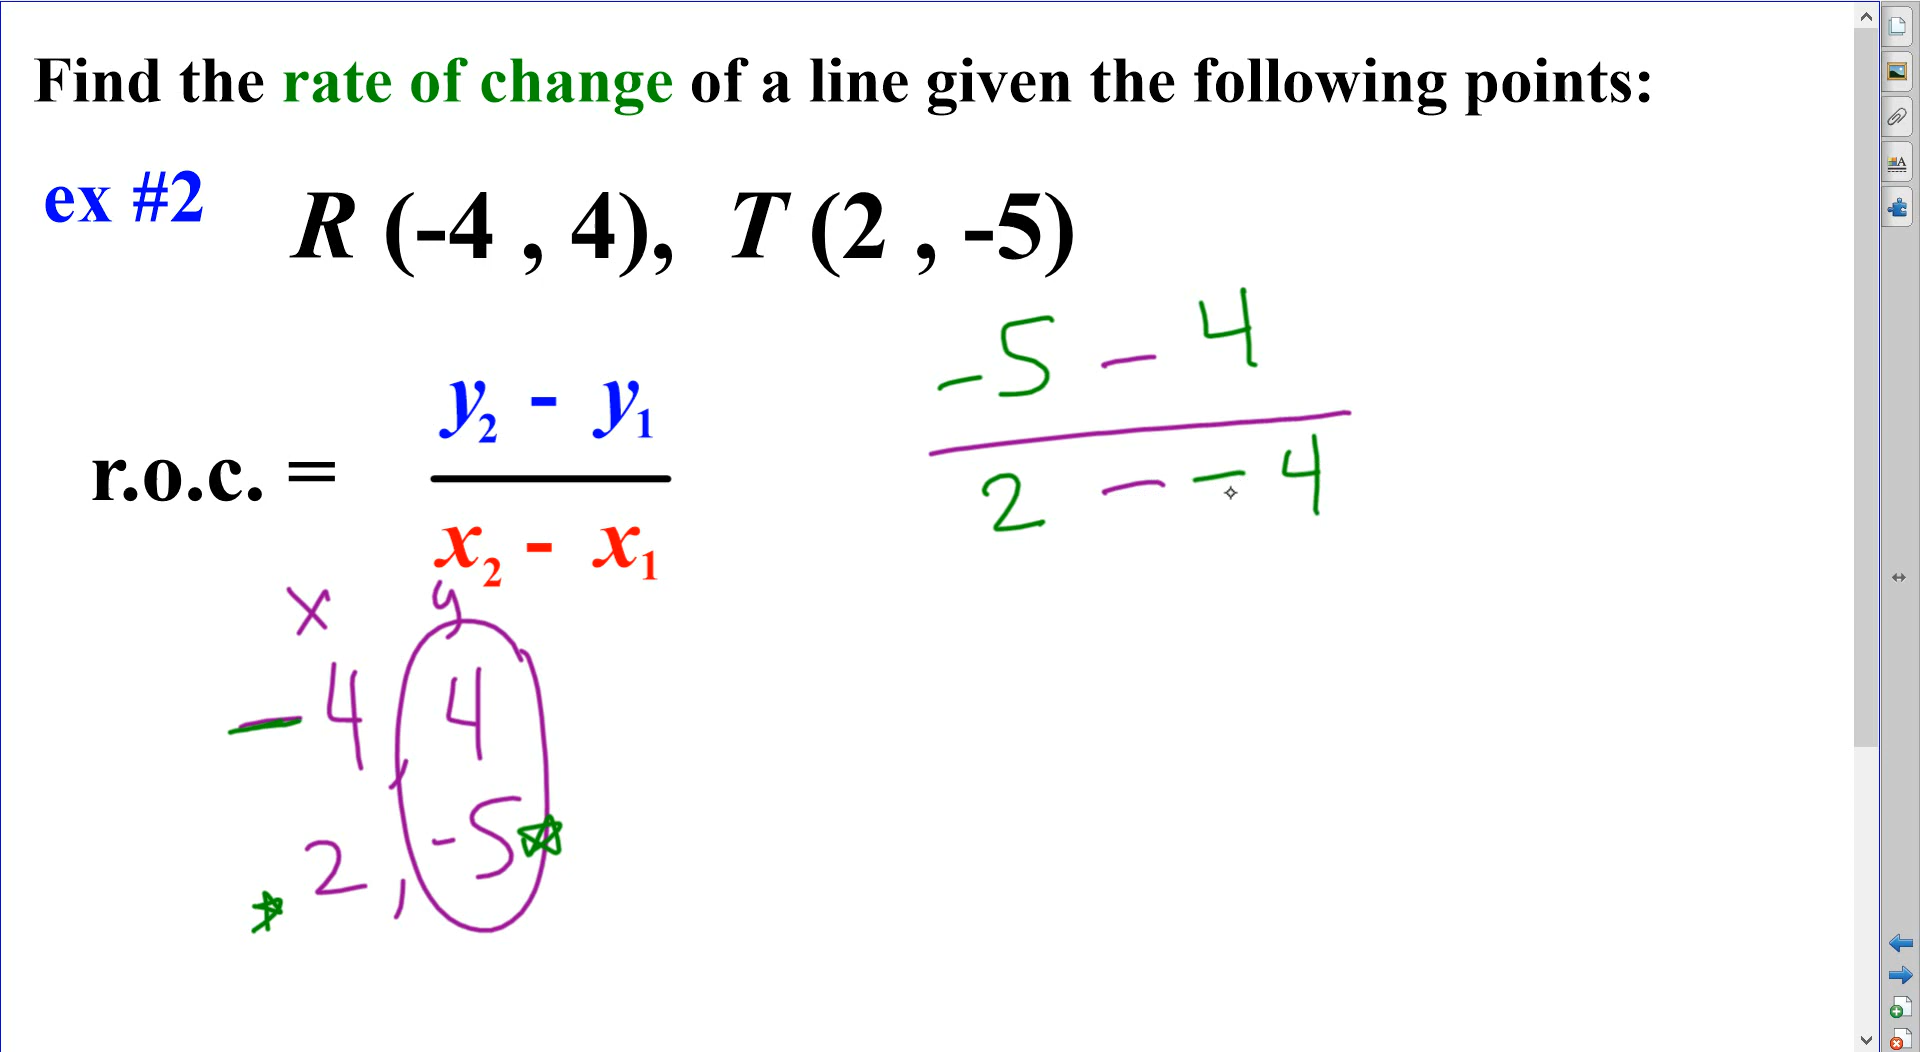 Find the rate of change of a line given the following points:
ex #2 R (-4 , 4), T (2 , -5)
-5 - 4
2 - - 4
y₂ - y₁
r.o.c. =
x₂ - x₁
x y
-4, 4
2, -5